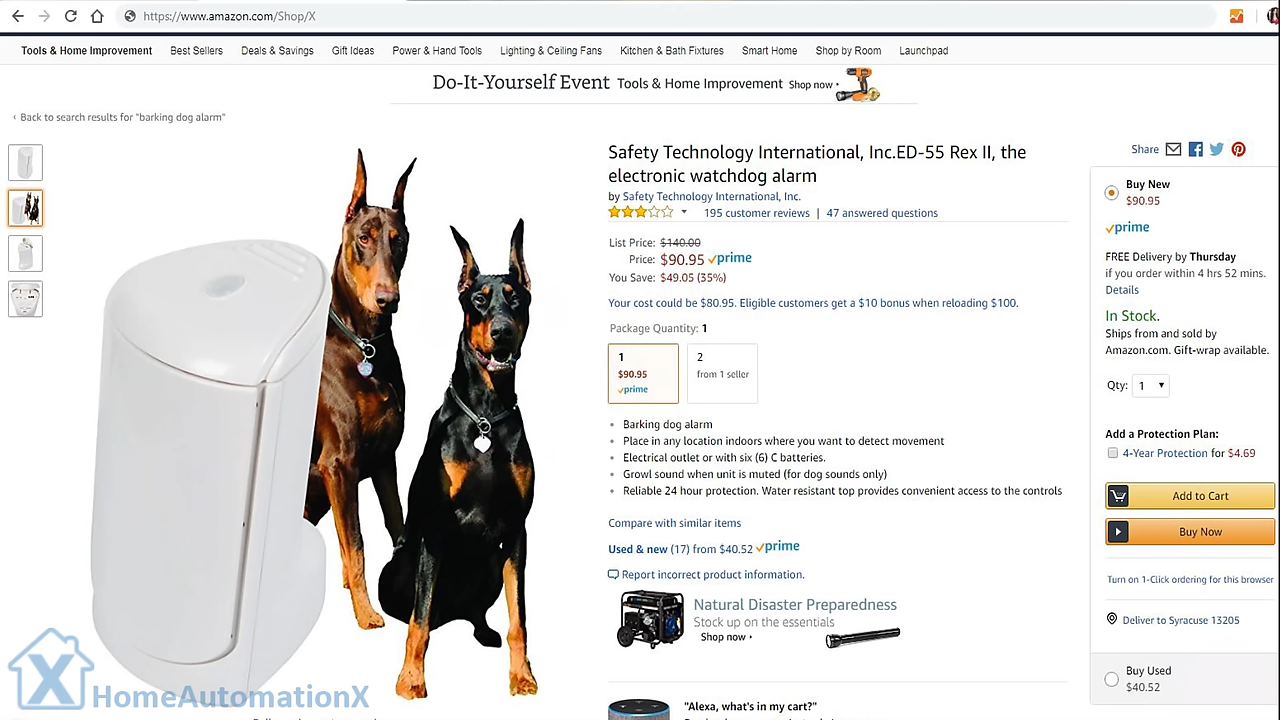 https://www.amazon.com/Shop/X
Tools & Home Improvement Best Sellers Deals & Savings Gift Ideas Power & Hand Tools Lighting & Ceiling Fans Kitchen & Bath Fixtures Smart Home Shop by Room Launchpad
Do-It-Yourself Event Tools & Home Improvement Shop now ›
‹ Back to search results for "barking dog alarm"
Safety Technology International, Inc.ED-55 Rex II, the
electronic watchdog alarm
by Safety Technology International, Inc.
195 customer reviews | 47 answered questions
List Price: $140.00
Price: $90.95 prime
You Save: $49.05 (35%)
Your cost could be $80.95. Eligible customers get a $10 bonus when reloading $100.
Package Quantity: 1
1 2
$90.95 from 1 seller
prime
• Barking dog alarm
• Place in any location indoors where you want to detect movement
• Electrical outlet or with six (6) C batteries.
• Growl sound when unit is muted (for dog sounds only)
• Reliable 24 hour protection. Water resistant top provides convenient access to the controls
Compare with similar items
Used & new (17) from $40.52 prime
Report incorrect product information.
Natural Disaster Preparedness
Stock up on the essentials
Shop now ›
"Alexa, what's in my cart?"
Share
Buy New
$90.95
prime
FREE Delivery by Thursday
if you order within 4 hrs 52 mins.
Details
In Stock.
Ships from and sold by
Amazon.com. Gift-wrap available.
Qty: 1
Add a Protection Plan:
4-Year Protection for $4.69
Add to Cart
Buy Now
Turn on 1-Click ordering for this browser
Deliver to Syracuse 13205
Buy Used
$40.52
X HomeAutomationX